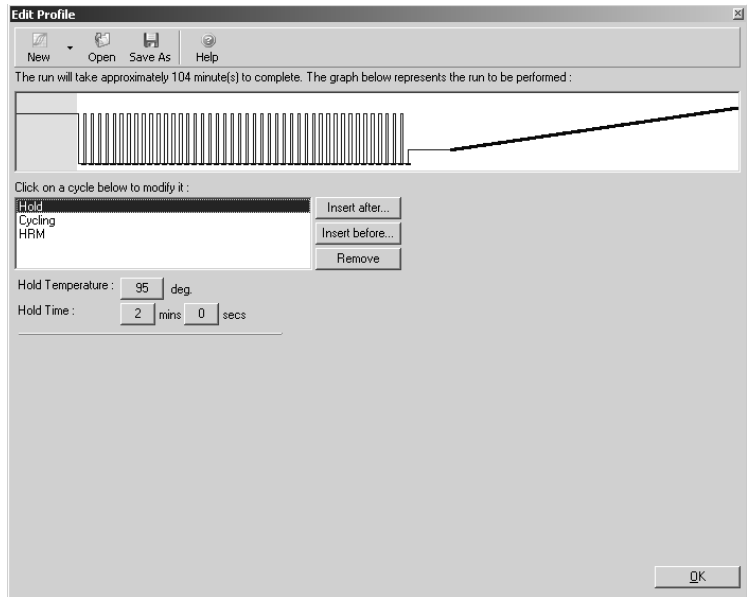 Edit Profile
New Open Save As Help
The run will take approximately 104 minute(s) to complete. The graph below represents the run to be performed :
Click on a cycle below to modify it :
Hold
Cycling
HRM
Insert after...
Insert before...
Remove
Hold Temperature : 95 deg.
Hold Time : 2 mins 0 secs
OK